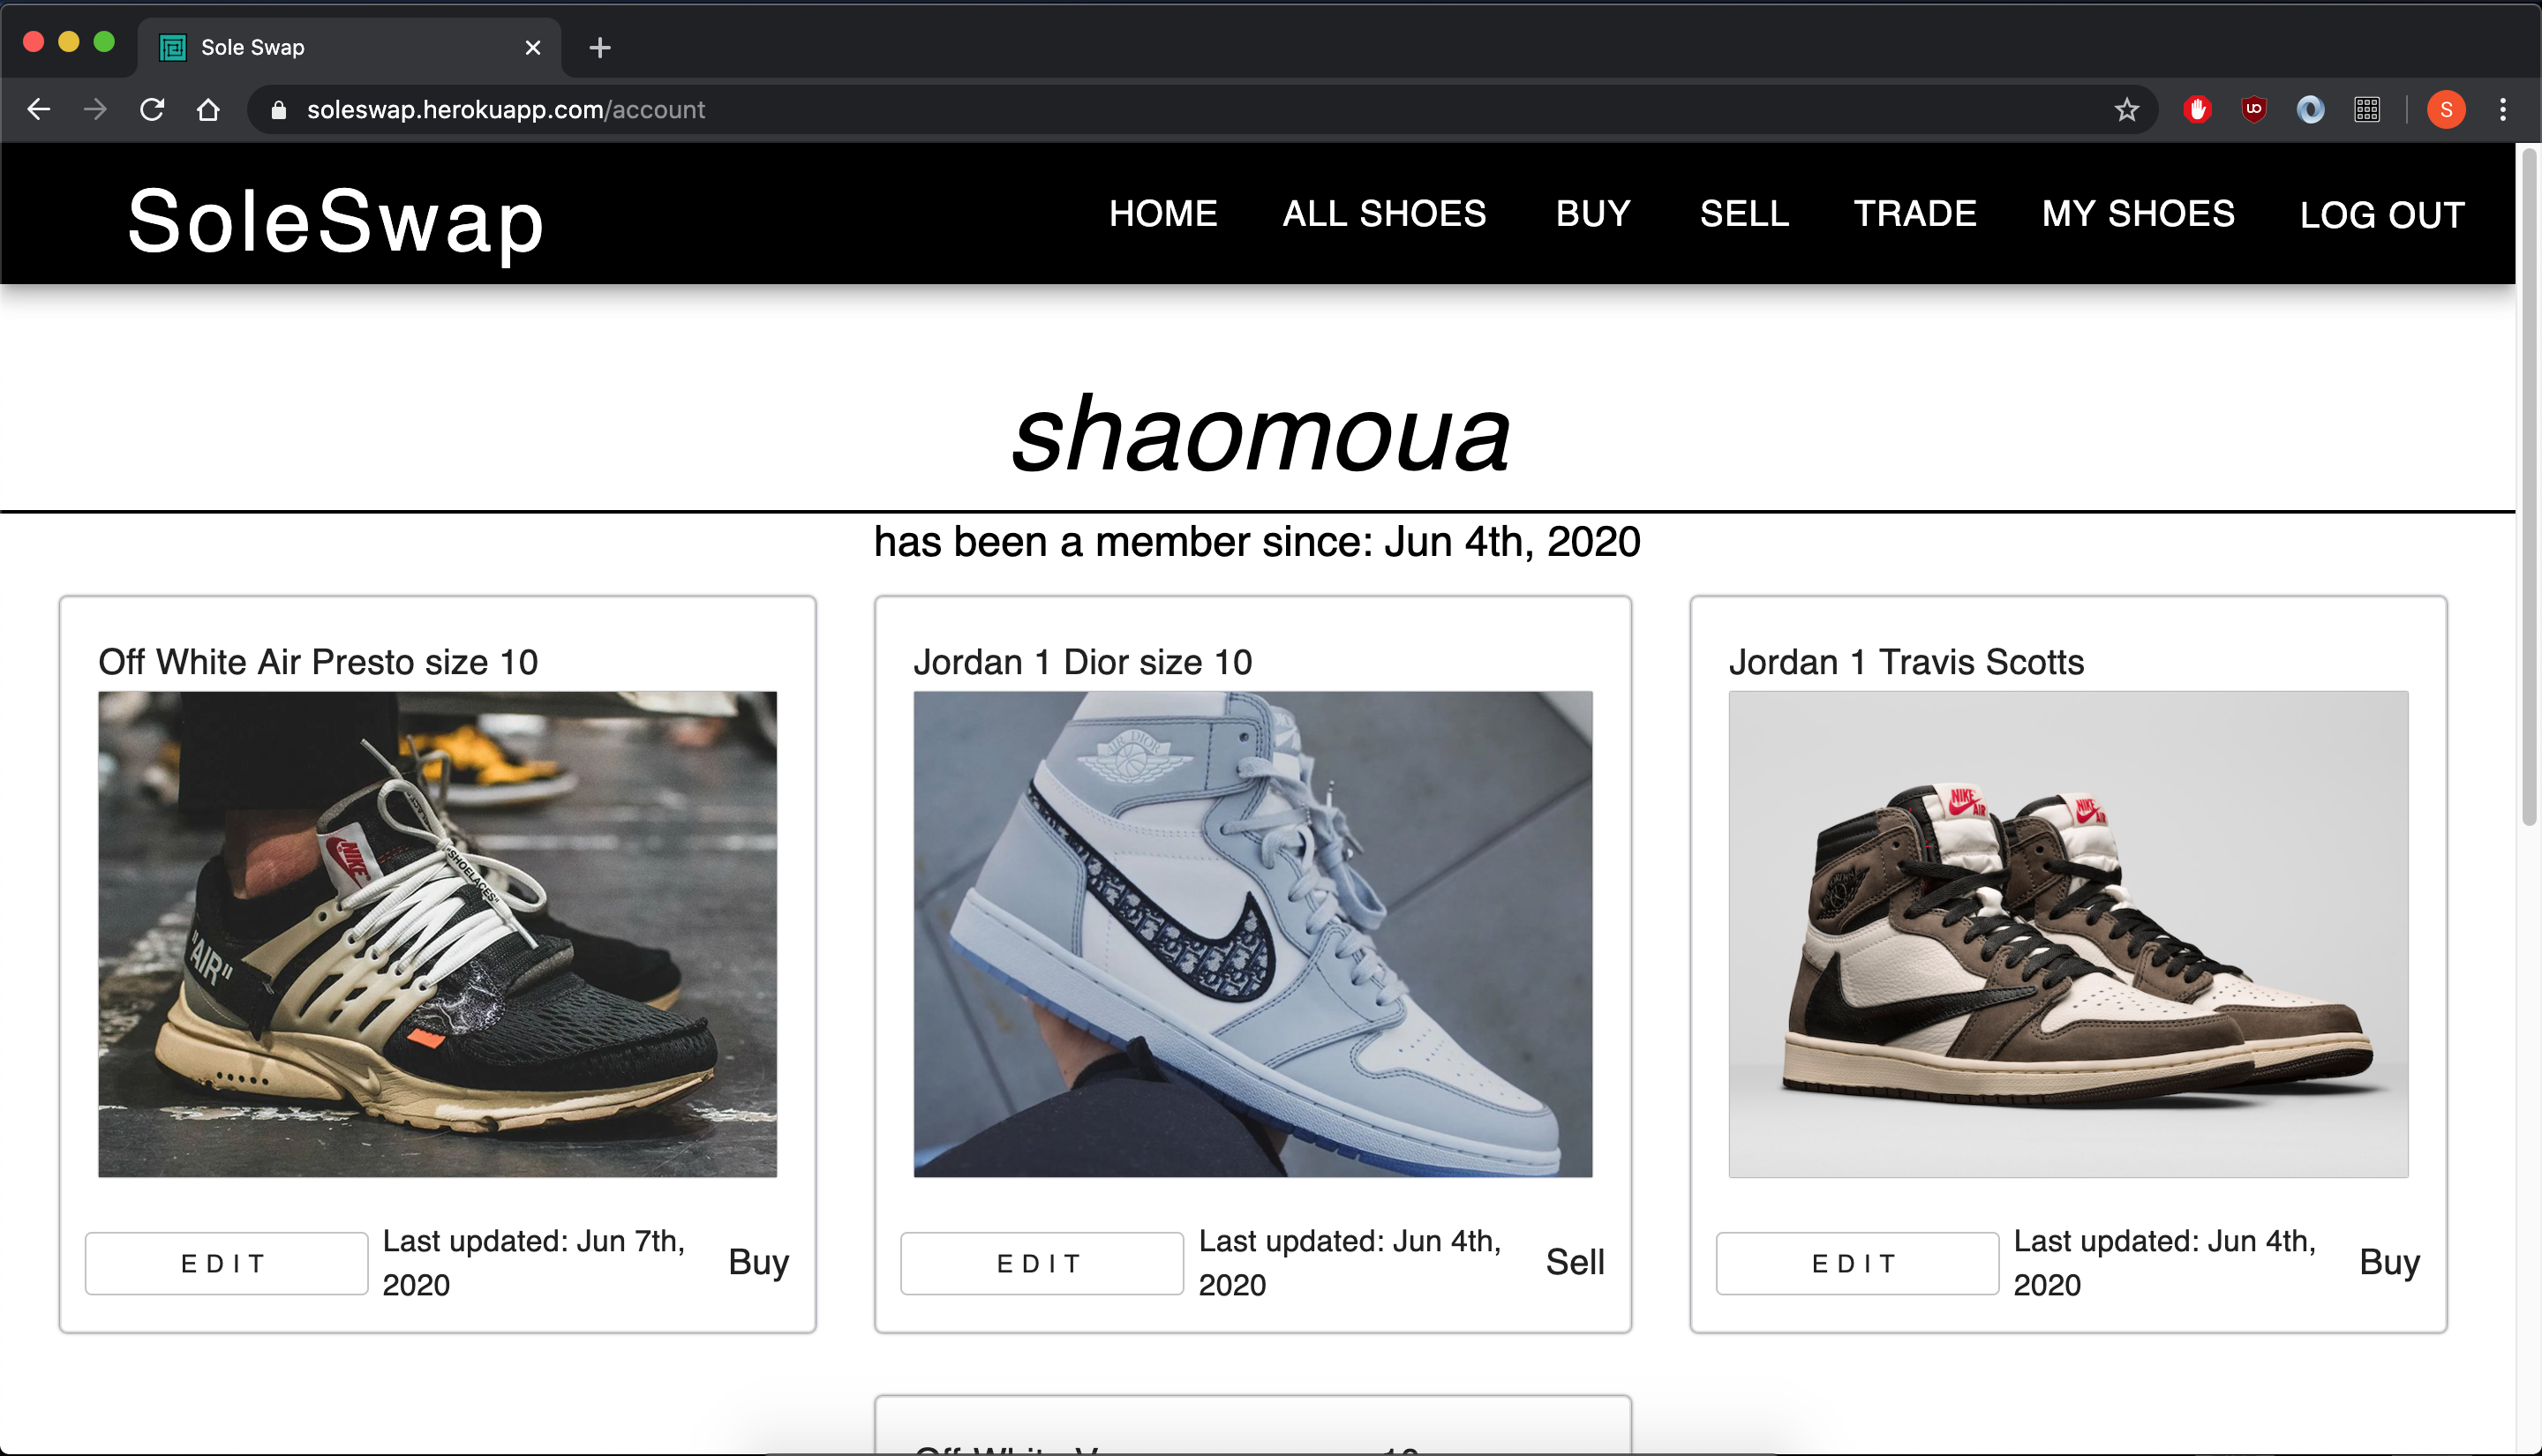 Sole Swap
soleswap.herokuapp.com/account
S
SoleSwap
HOME
ALL SHOES
BUY
SELL
TRADE
MY SHOES
LOG OUT
shaomoua
has been a member since: Jun 4th, 2020
Off White Air Presto size 10
NIKE
"SHOELACES"
"AIR"
EDIT
Last updated: Jun 7th,
2020
Buy
Jordan 1 Dior size 10
AIR DIOR
EDIT
Last updated: Jun 4th,
2020
Sell
Jordan 1 Travis Scotts
NIKE
AIR
NIKE
AIR
EDIT
Last updated: Jun 4th,
2020
Buy